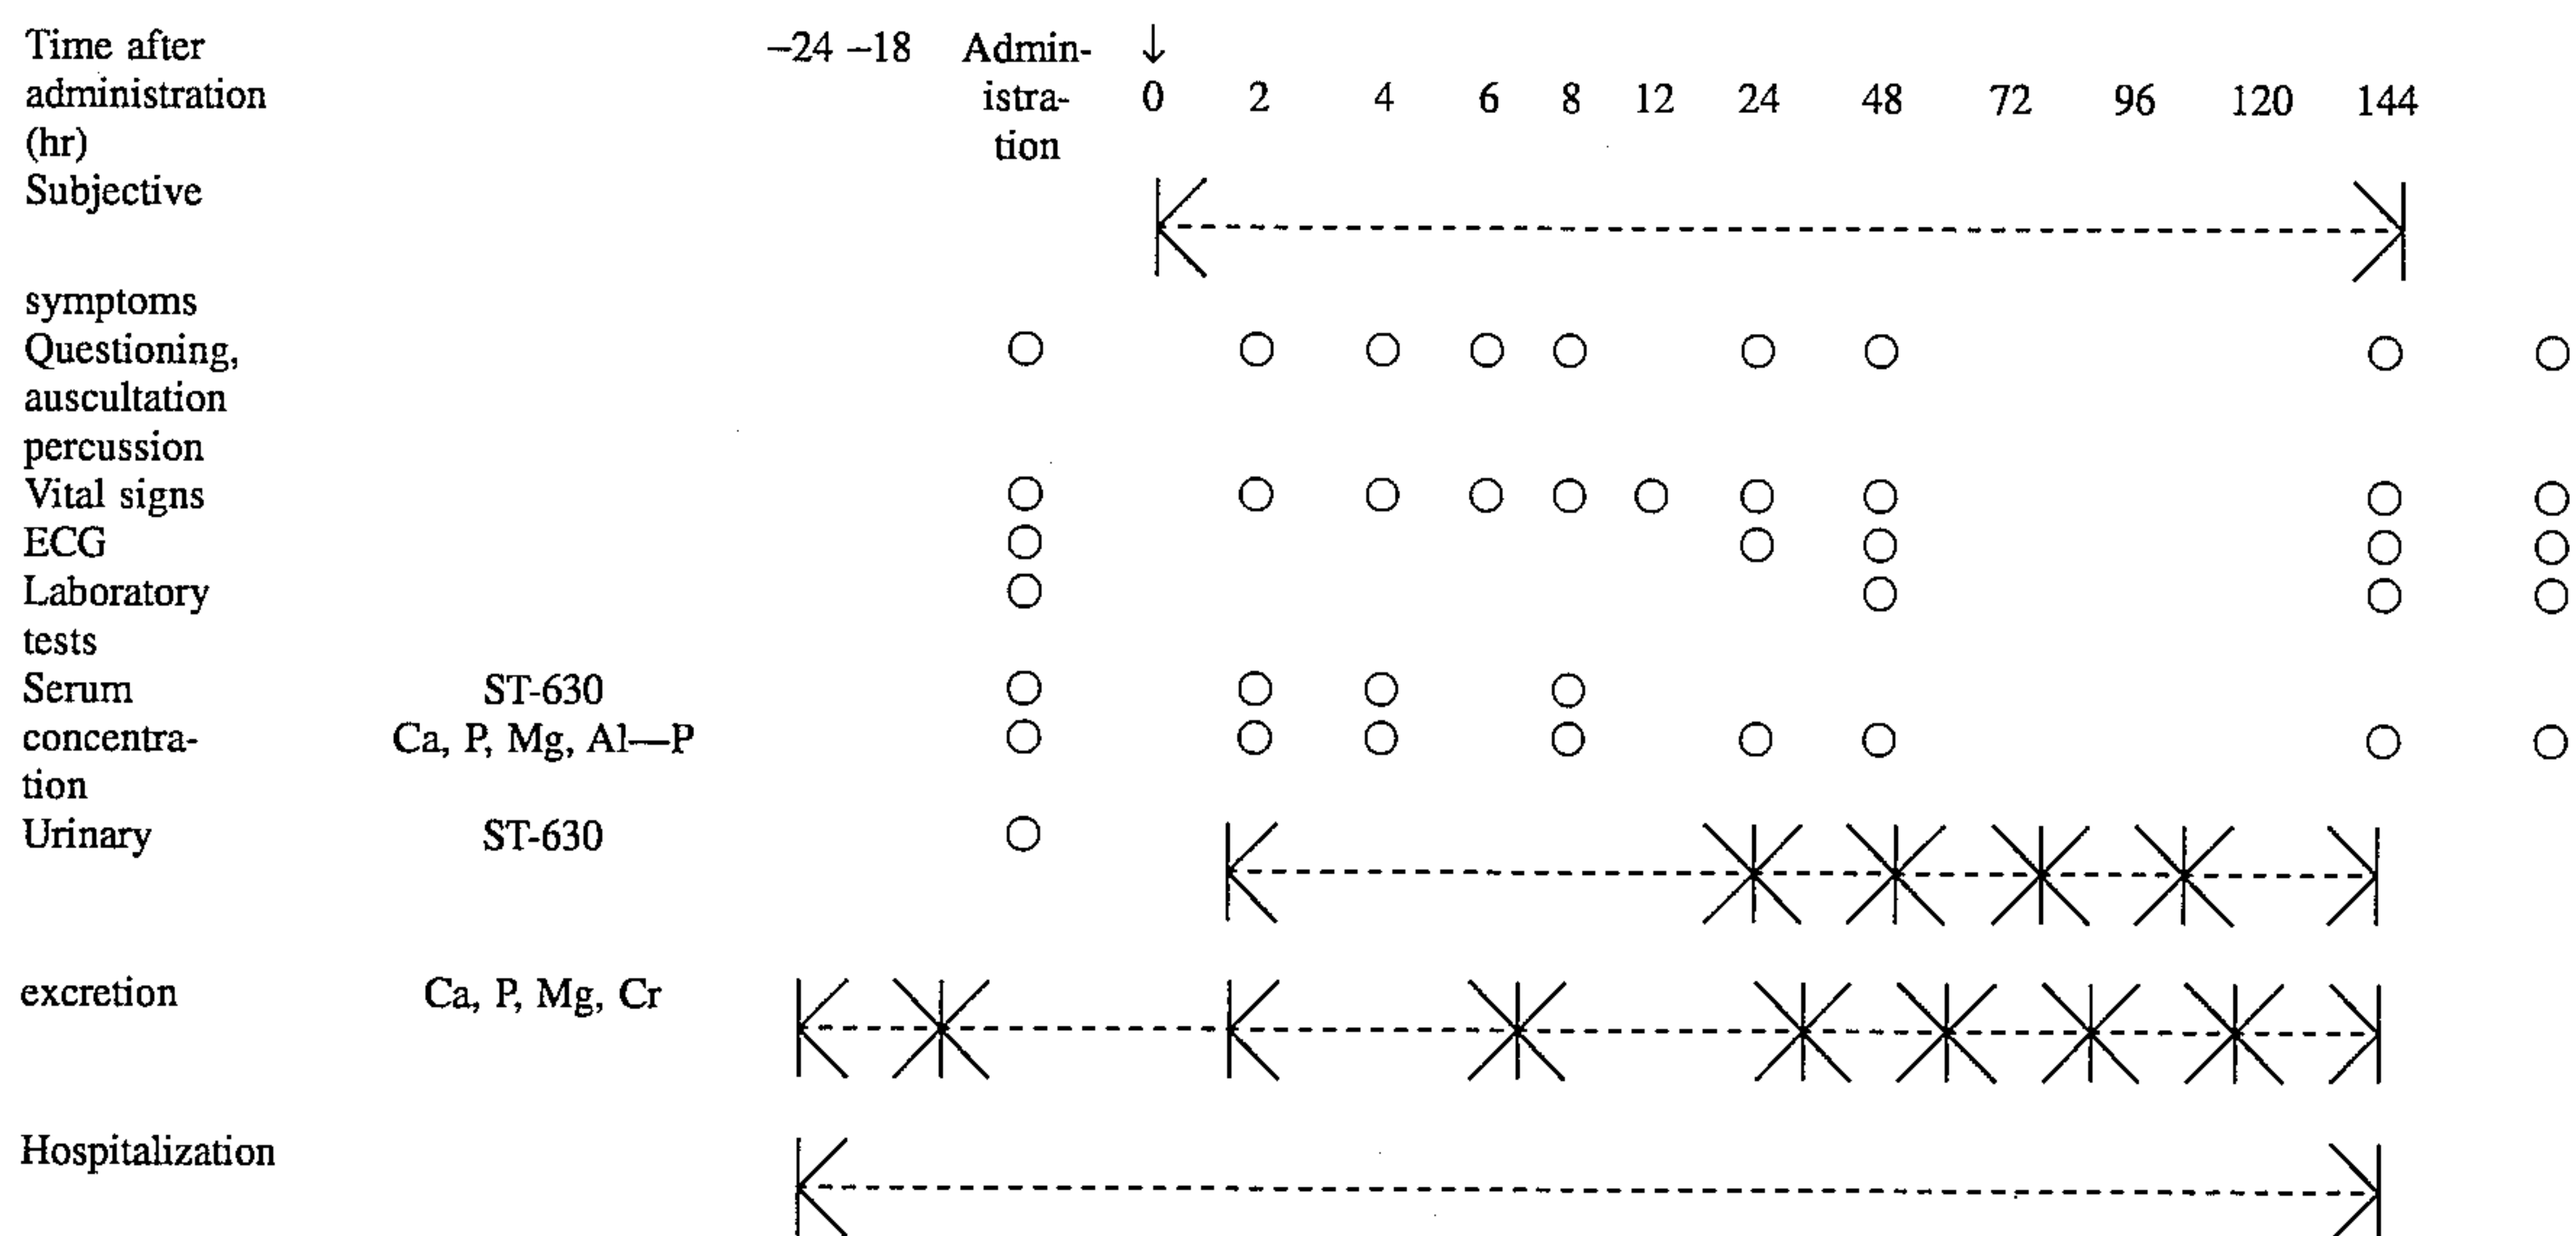 Time after −24 −18 Admin- ↓
administration istra- 0 2 4 6 8 12 24 48 72 96 120 144
(hr) tion
Subjective
symptoms
Questioning,
auscultation
percussion
Vital signs
ECG
Laboratory
tests
Serum ST-630
concentra- Ca, P, Mg, Al—P
tion
Urinary ST-630
excretion Ca, P, Mg, Cr
Hospitalization